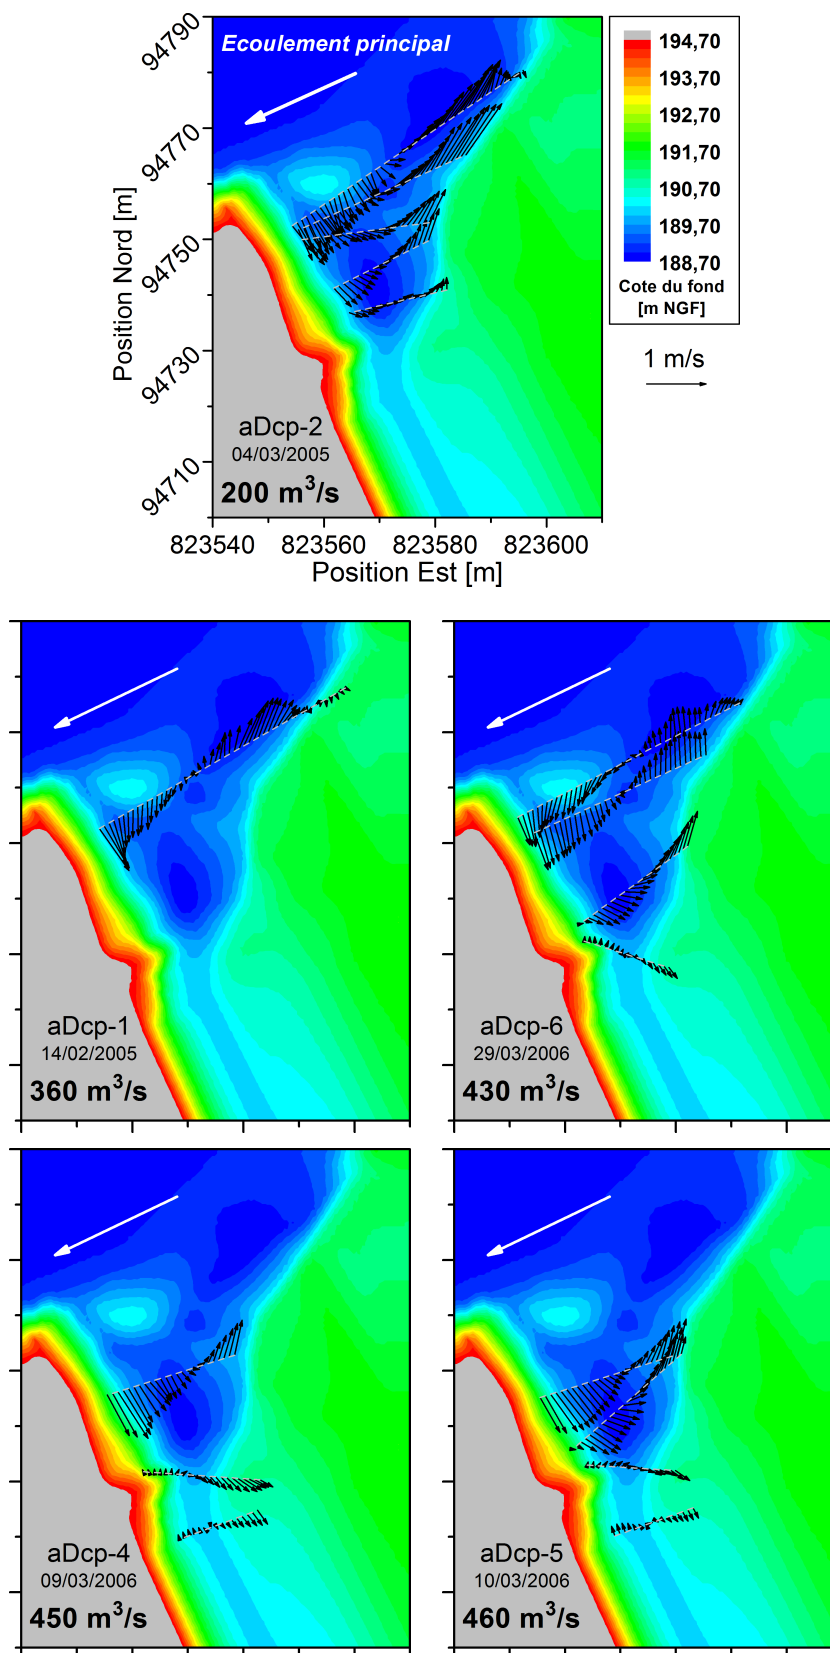 Ecoulement principal
94790
94770
94750
94730
94710
Position Nord [m]
194,70
193,70
192,70
191,70
190,70
189,70
188,70
Cote du fond
[m NGF]
1 m/s
aDcp-2
04/03/2005
200 m³/s
823540 823560 823580 823600
Position Est [m]
aDcp-1
14/02/2005
360 m³/s
aDcp-6
29/03/2006
430 m³/s
aDcp-4
09/03/2006
450 m³/s
aDcp-5
10/03/2006
460 m³/s